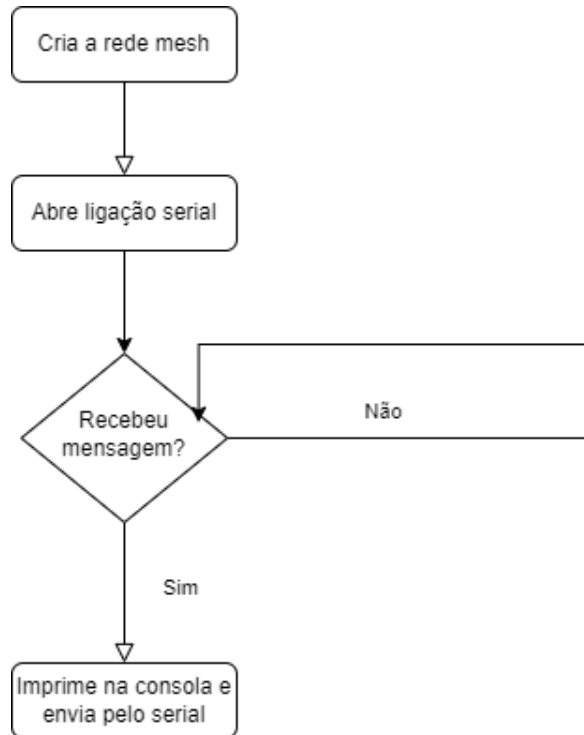 Cria a rede mesh
Abre ligação serial
Recebeu
mensagem?
Não
Sim
Imprime na consola e
envia pelo serial